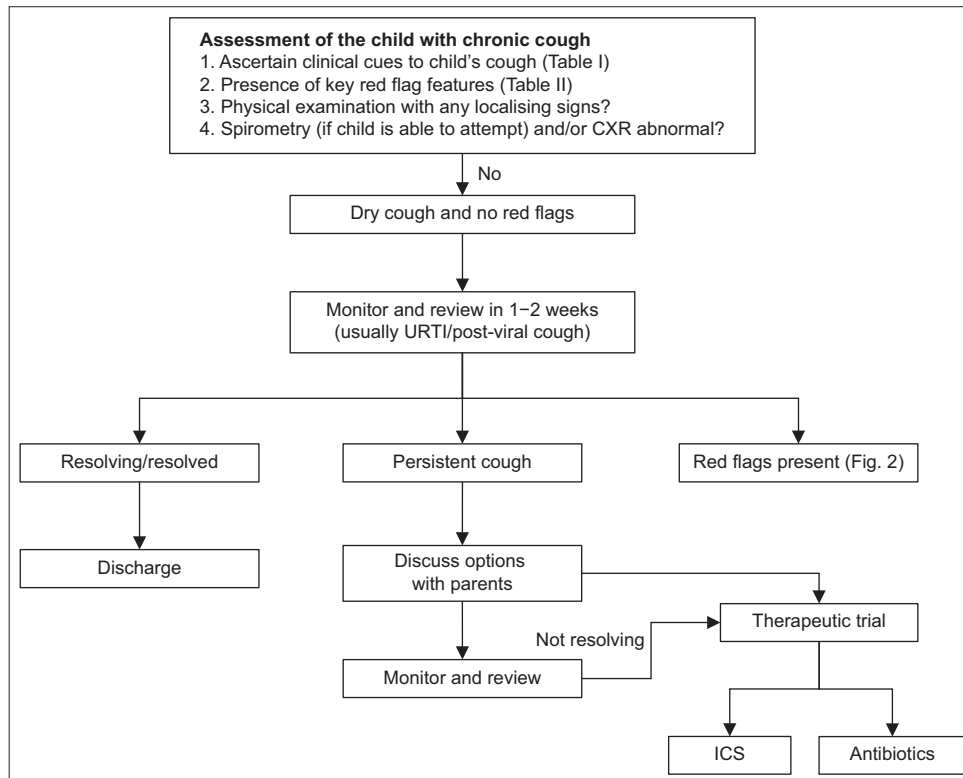 Assessment of the child with chronic cough
1. Ascertain clinical cues to child's cough (Table I)
2. Presence of key red flag features (Table II)
3. Physical examination with any localising signs?
4. Spirometry (if child is able to attempt) and/or CXR abnormal?
No
Dry cough and no red flags
Monitor and review in 1−2 weeks
(usually URTI/post-viral cough)
Resolving/resolved
Persistent cough
Red flags present (Fig. 2)
Discharge
Discuss options
with parents
Therapeutic trial
Not resolving
Monitor and review
ICS
Antibiotics